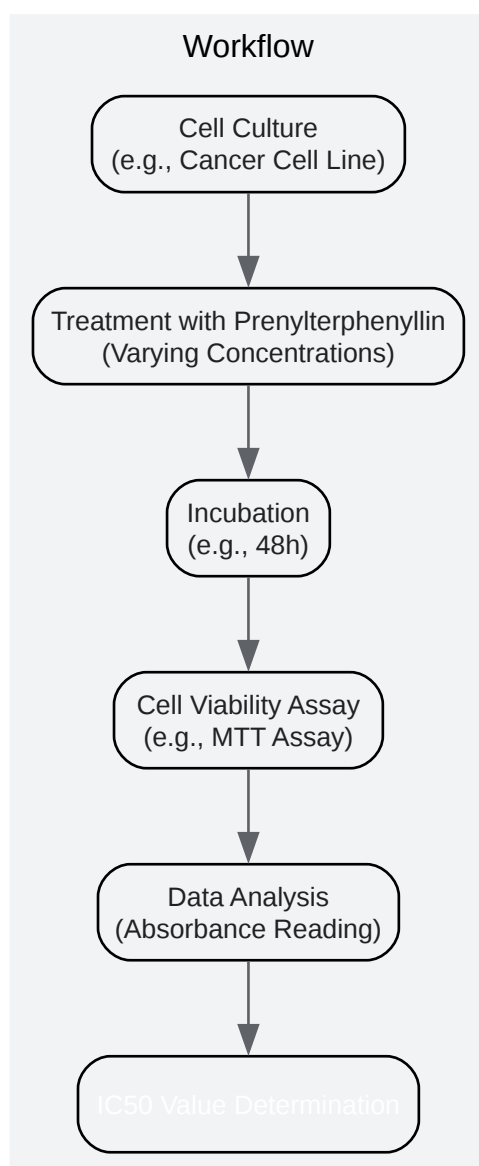 Workflow
Cell Culture
(e.g., Cancer Cell Line)
Treatment with Prenylterphenyllin
(Varying Concentrations)
Incubation
(e.g., 48h)
Cell Viability Assay
(e.g., MTT Assay)
Data Analysis
(Absorbance Reading)
IC50 Value Determination